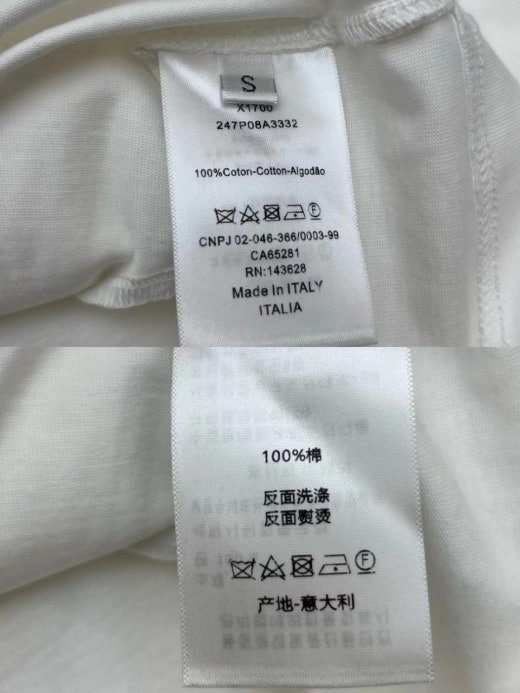 S
X1700
247P08A3332
100%Coton-Cotton-Algodão
CNPJ 02-046-366/0003-99
CA65281
RN:143628
Made In ITALY
ITALIA
100%棉
反面洗涤
反面熨烫
F
产地-意大利